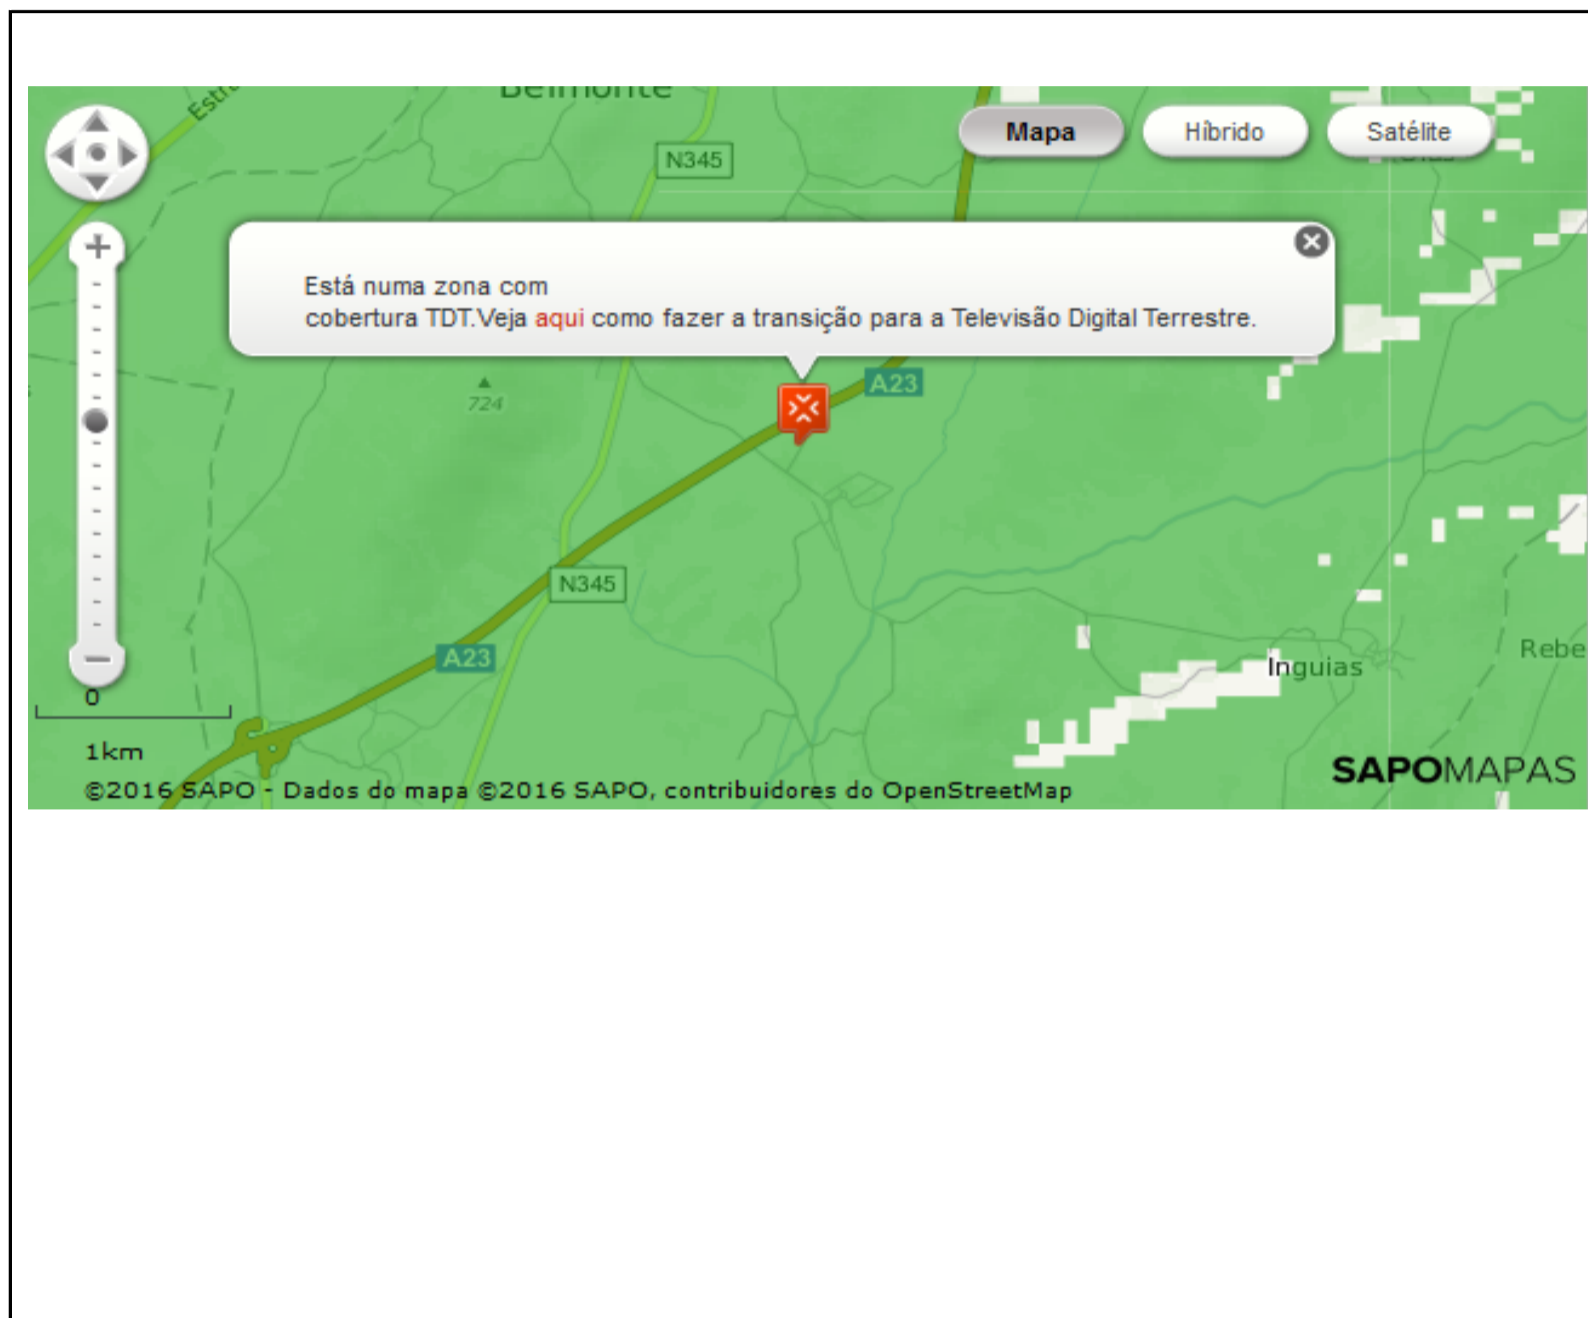 Belmonte
N345
Mapa
Híbrido
Satélite
Está numa zona com
cobertura TDT.Veja aqui como fazer a transição para a Televisão Digital Terrestre.
A23
724
N345
A23
Inguias
0
1km
SAPOMAPAS
©2016 SAPO - Dados do mapa ©2016 SAPO, contribuidores do OpenStreetMap